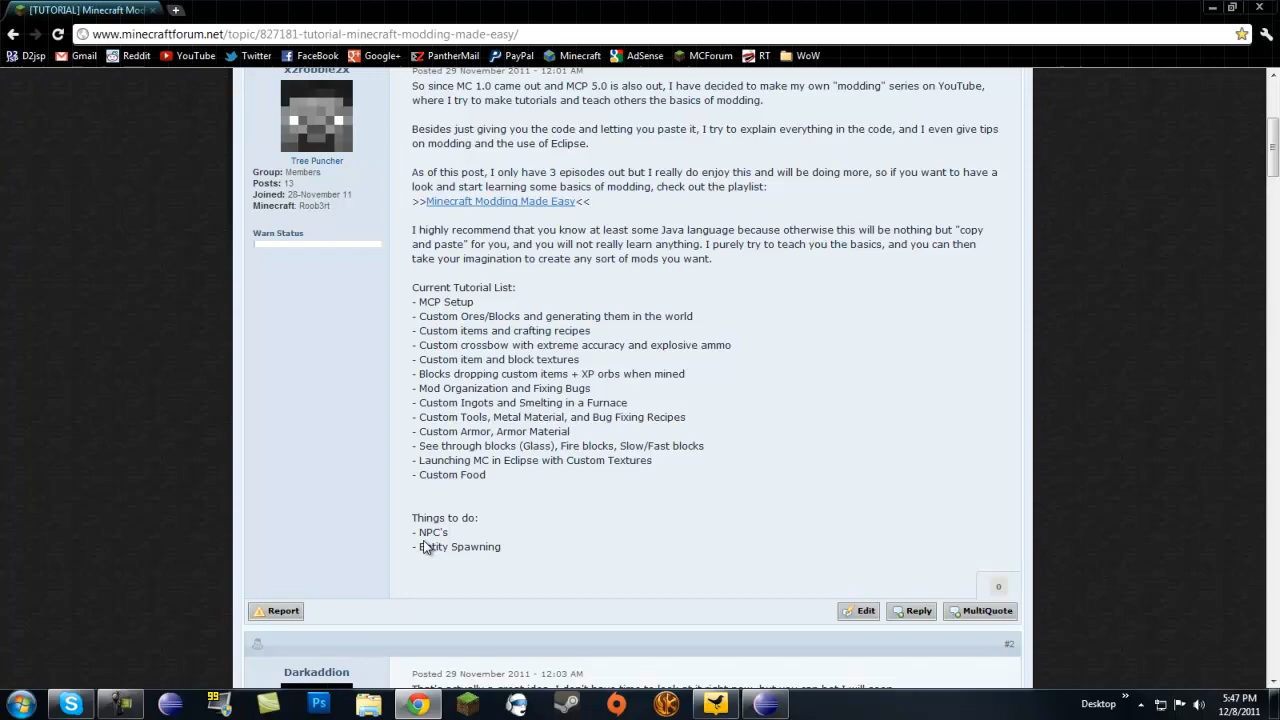 [TUTORIAL] Minecraft Mod
www.minecraftforum.net/topic/827181-tutorial-minecraft-modding-made-easy/
D2jsp Gmail Reddit YouTube Twitter FaceBook Google+ PantherMail PayPal Minecraft AdSense MCForum RT WoW
x2robbie2x
Posted 29 November 2011 - 12:01 AM
So since MC 1.0 came out and MCP 5.0 is also out, I have decided to make my own "modding" series on YouTube,
where I try to make tutorials and teach others the basics of modding.
Besides just giving you the code and letting you paste it, I try to explain everything in the code, and I even give tips
on modding and the use of Eclipse.
Tree Puncher
Group: Members
Posts: 13
Joined: 28-November 11
Minecraft: Roob3rt
Warn Status
As of this post, I only have 3 episodes out but I really do enjoy this and will be doing more, so if you want to have a
look and start learning some basics of modding, check out the playlist:
>>Minecraft Modding Made Easy<<
I highly recommend that you know at least some Java language because otherwise this will be nothing but "copy
and paste" for you, and you will not really learn anything. I purely try to teach you the basics, and you can then
take your imagination to create any sort of mods you want.
Current Tutorial List:
- MCP Setup
- Custom Ores/Blocks and generating them in the world
- Custom items and crafting recipes
- Custom crossbow with extreme accuracy and explosive ammo
- Custom item and block textures
- Blocks dropping custom items + XP orbs when mined
- Mod Organization and Fixing Bugs
- Custom Ingots and Smelting in a Furnace
- Custom Tools, Metal Material, and Bug Fixing Recipes
- Custom Armor, Armor Material
- See through blocks (Glass), Fire blocks, Slow/Fast blocks
- Launching MC in Eclipse with Custom Textures
- Custom Food
Things to do:
- NPC's
- Entity Spawning
0
Report Edit Reply MultiQuote
#2
Darkaddion
Posted 29 November 2011 - 12:03 AM
99
Ps
Desktop
5:47 PM
12/8/2011